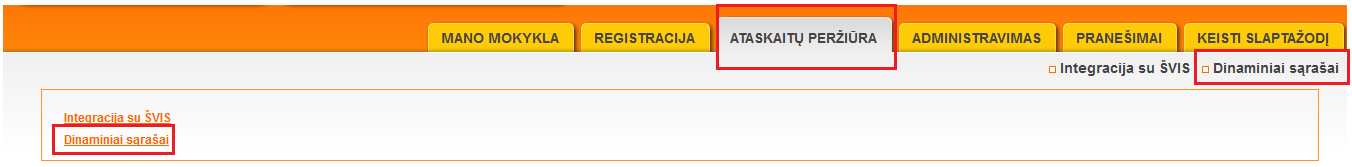 MANO MOKYKLA REGISTRACIJA ATASKAITŲ PERŽIŪRA ADMINISTRAVIMAS PRANEŠIMAI KEISTI SLAPTAŽODĮ
Integracija su ŠVIS Dinaminiai sąrašai
Integracija su ŠVIS
Dinaminiai sąrašai